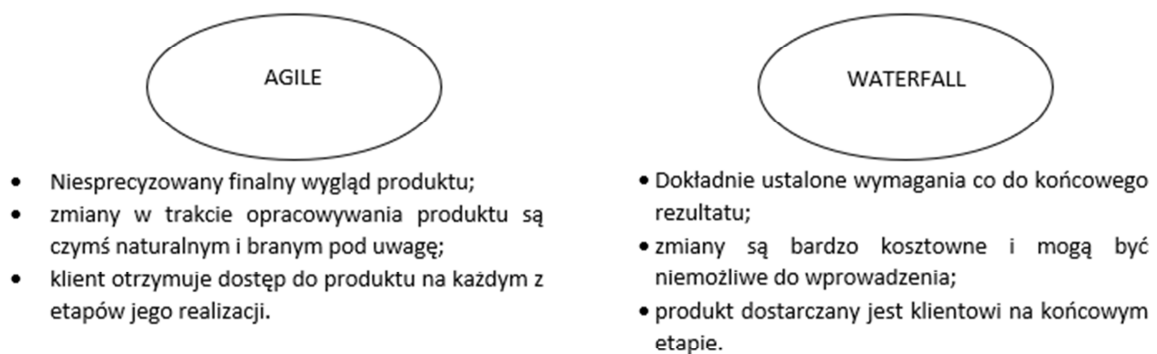 AGILE
• Niesprecyzowany finalny wygląd produktu;
• zmiany w trakcie opracowywania produktu są
czymś naturalnym i branym pod uwagę;
• klient otrzymuje dostęp do produktu na każdym z
etapów jego realizacji.
WATERFALL
• Dokładnie ustalone wymagania co do końcowego
rezultatu;
• zmiany są bardzo kosztowne i mogą być
niemożliwe do wprowadzenia;
• produkt dostarczany jest klientowi na końcowym
etapie.